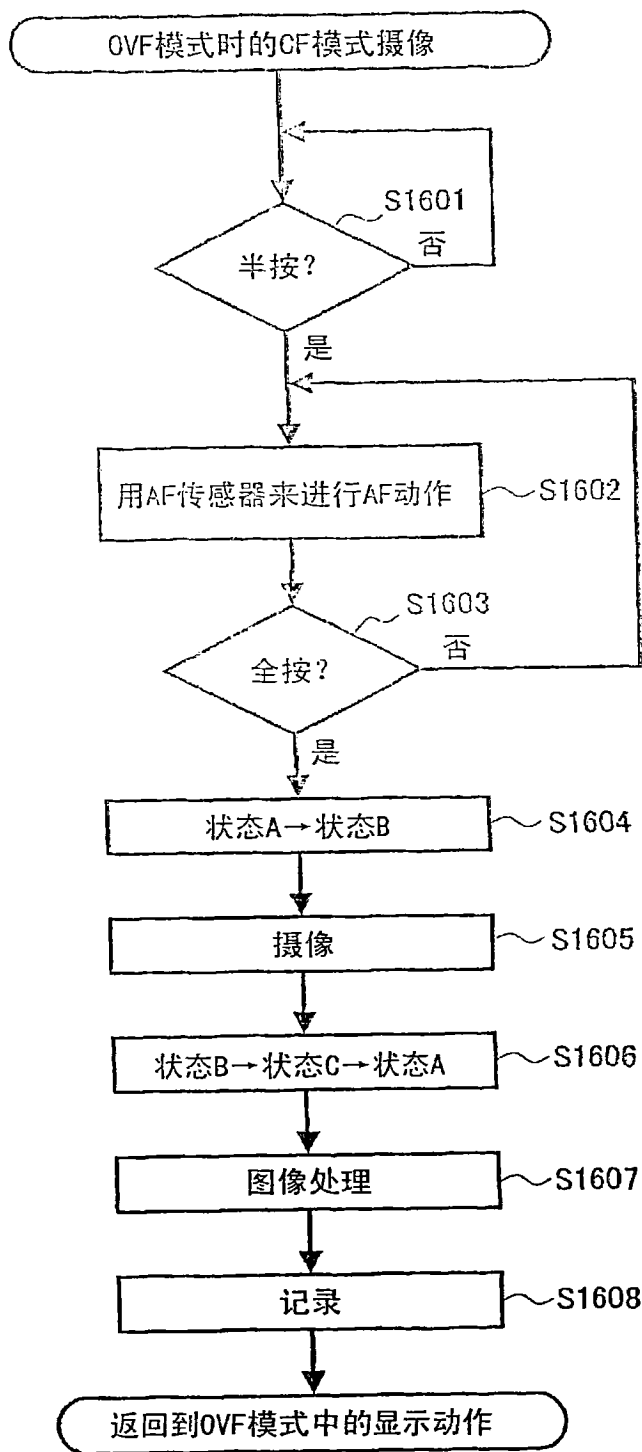 OVF模式时的CF模式摄像
S1601
半按?
否
是
用AF传感器来进行AF动作
S1602
S1603
全按?
否
是
状态A→状态B
S1604
摄像
S1605
状态B→状态C→状态A
S1606
图像处理
S1607
记录
S1608
返回到OVF模式中的显示动作